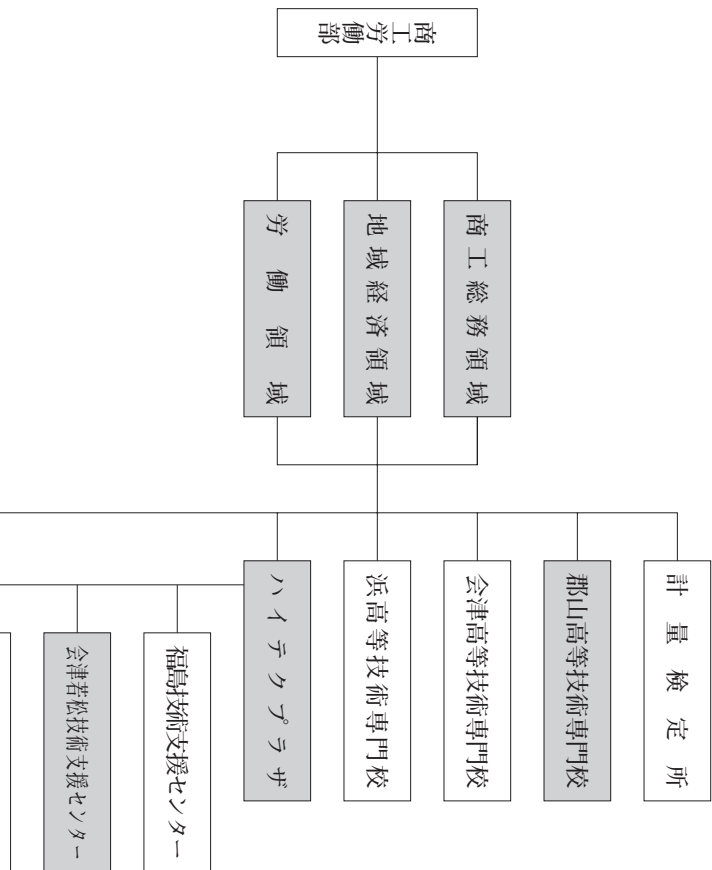 商工労働部
商工総務領域
地域経済領域
労働領域
計量検定所
郡山高等技術専門校
会津高等技術専門校
浜高等技術専門校
ハイテクプラザ
福島技術支援センター
会津若松技術支援センター